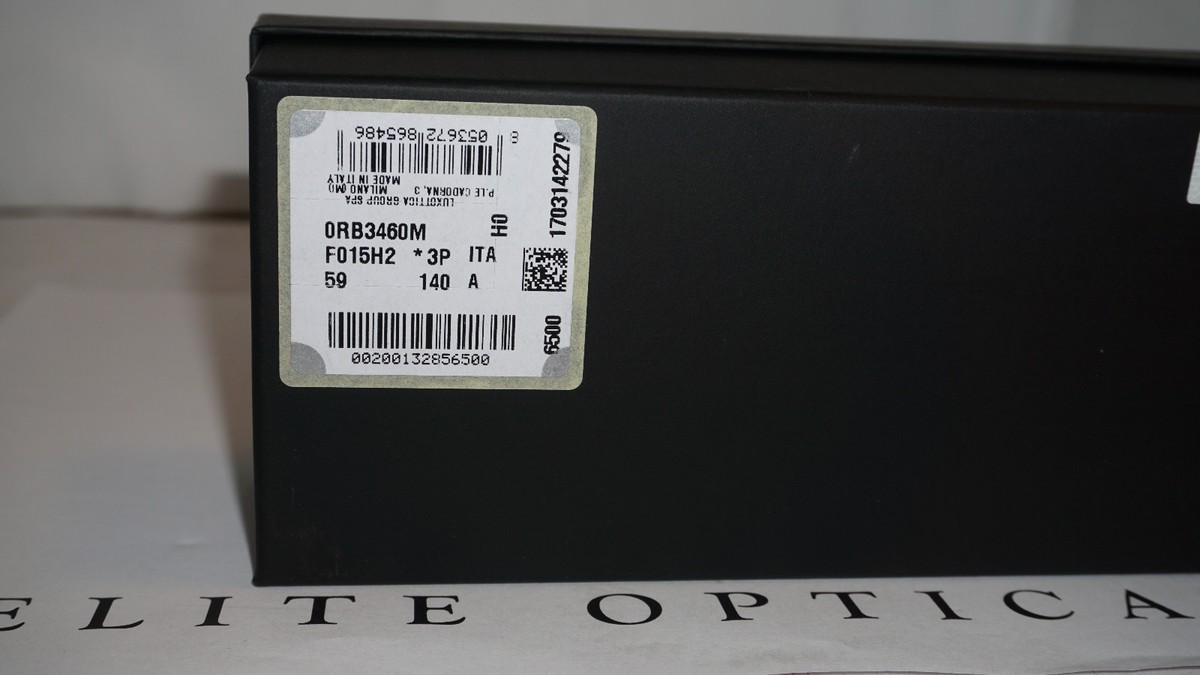 8 053672 865486
LUXOTTICA GROUP SPA
P.LE CADORNA, 3 MILANO (MI)
MADE IN ITALY
0RB3460M
H0
F015H2 *3P ITA
59 140 A
1703142279
6500
00200132856500
ELITE OPTICA